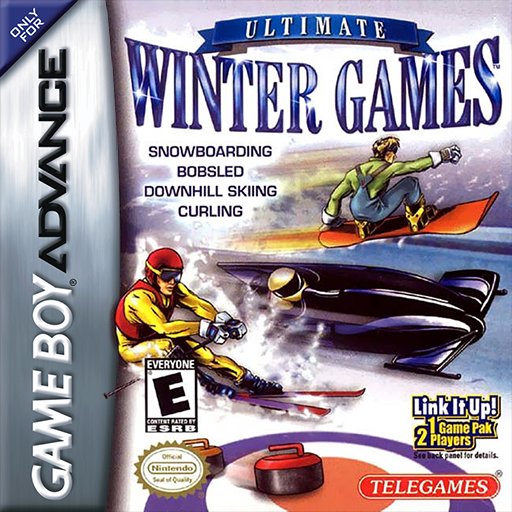 ONLY
FOR
GAME BOY ADVANCE
ULTIMATE
WINTER GAMES™
SNOWBOARDING
BOBSLED
DOWNHILL SKIING
CURLING
EVERYONE
E
CONTENT RATED BY
ESRB
Official
Nintendo
Seal of Quality
Link It Up!
1 Game Pak
2 Players
See back panel for details.
TELEGAMES®